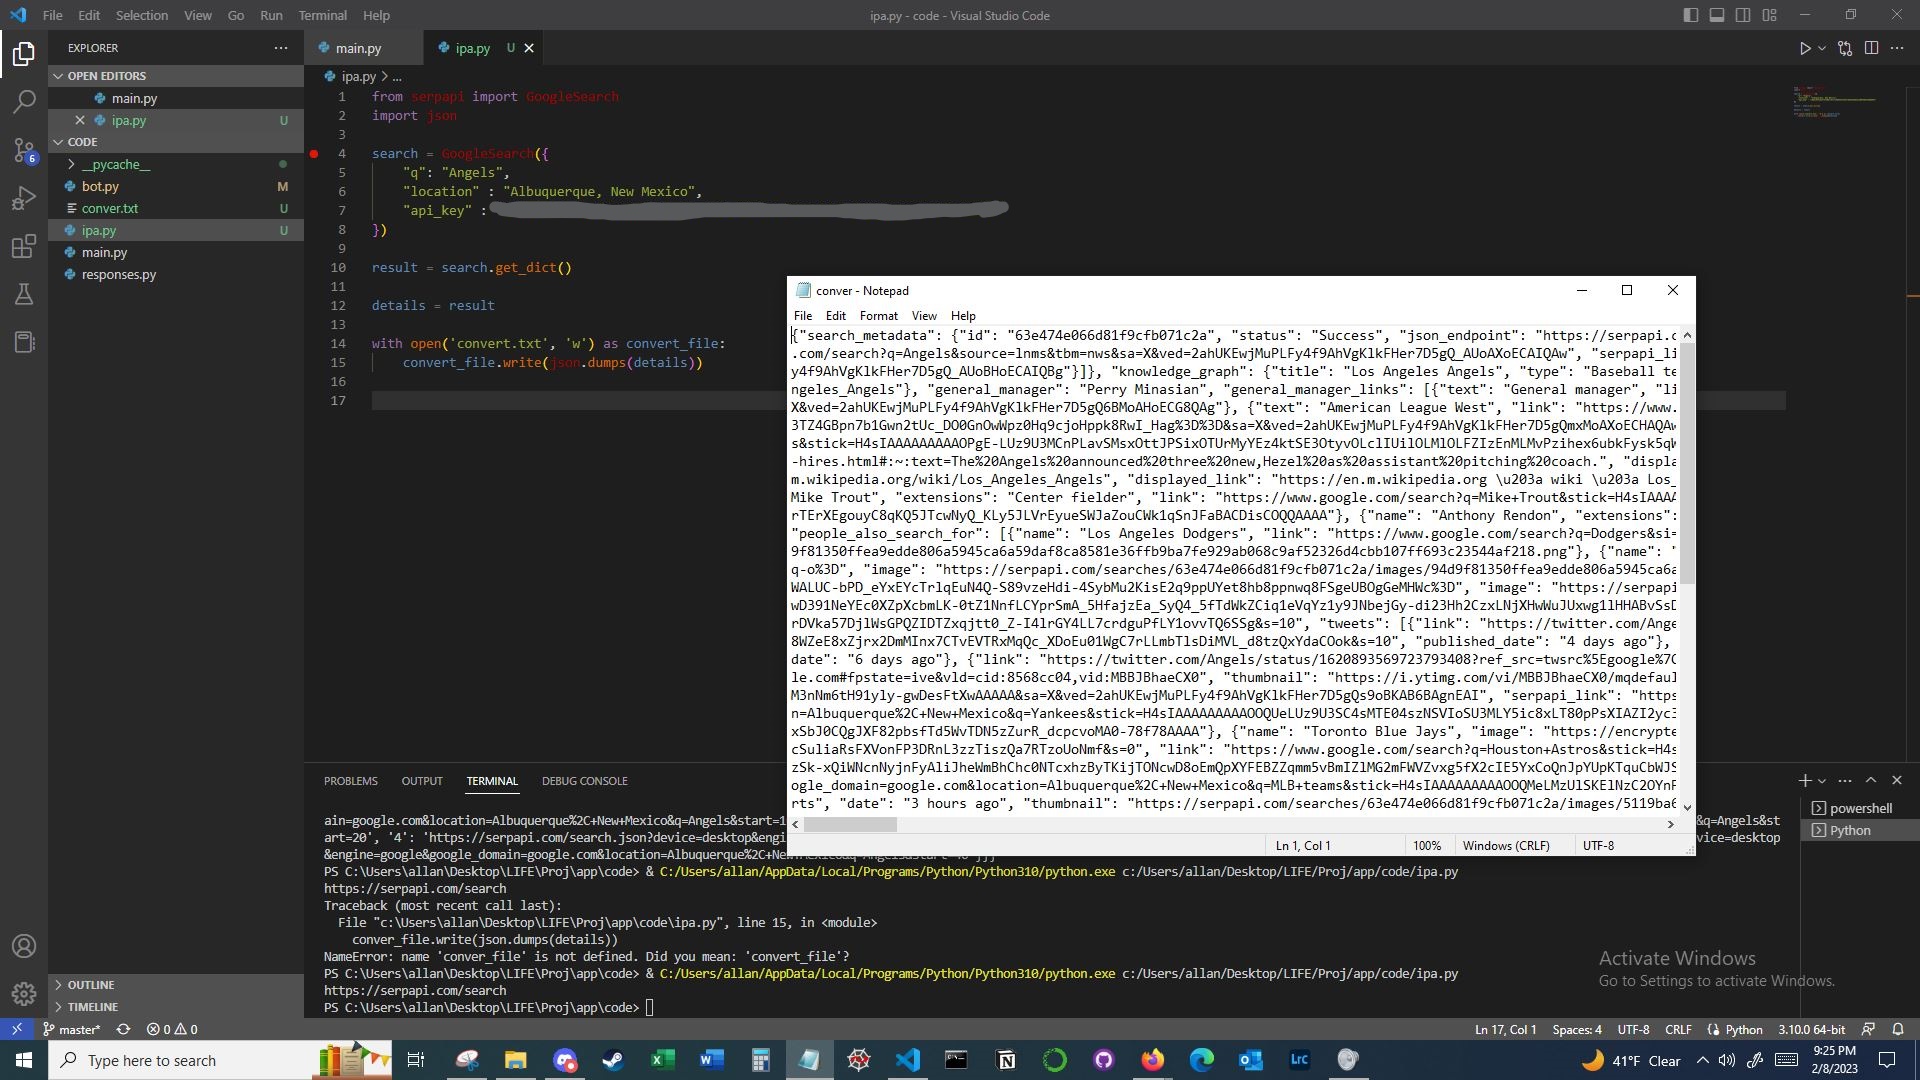 File Edit Selection View Go Run Terminal Help
ipa.py - code - Visual Studio Code
EXPLORER
OPEN EDITORS
main.py
ipa.py U
CODE
6
__pycache__
bot.py M
conver.txt U
ipa.py U
main.py
responses.py
OUTLINE
TIMELINE
main.py
ipa.py U
ipa.py > ...
1 from serpapi import GoogleSearch
2 import json
3
4 search = GoogleSearch({
5 "q": "Angels",
6 "location" : "Albuquerque, New Mexico",
7 "api_key" :
8 })
9
10 result = search.get_dict()
11
12 details = result
13
14 with open('convert.txt', 'w') as convert_file:
15 convert_file.write(json.dumps(details))
16
17
conver - Notepad
File Edit Format View Help
{"search_metadata": {"id": "63e474e066d81f9cfb071c2a", "status": "Success", "json_endpoint": "https://serpapi.c
.com/search?q=Angels&source=lnms&tbm=nws&sa=X&ved=2ahUKEwjMuPLFy4f9AhVgKlkFHer7D5gQ_AUoAXoECAIQAw", "serpapi_li
y4f9AhVgKlkFHer7D5gQ_AUoBHoECAIQBg"}]}, "knowledge_graph": {"title": "Los Angeles Angels", "type": "Baseball te
ngeles_Angels"}, "general_manager": "Perry Minasian", "general_manager_links": [{"text": "General manager", "li
X&ved=2ahUKEwjMuPLFy4f9AhVgKlkFHer7D5gQ6BMoAHoECG8QAg"}, {"text": "American League West", "link": "https://www.
3TZ4GBpn7b1Gwn2tUc_DO0GnOwWpz0Hq9cjoHppk8RwI_Hag%3D%3D&sa=X&ved=2ahUKEwjMuPLFy4f9AhVgKlkFHer7D5gQmxMoAXoECHAQAw
s&stick=H4sIAAAAAAAAAOPgE-LUz9U3MCnPLavSMsxOttJPSixOTUrMyYEz4ktSE3OtyvOLclIUilOLMlOLFZIzEnMLMvPzihex6ubkFysk5qW
-hires.html#:~:text=The%20Angels%20announced%20three%20new,Hezel%20as%20assistant%20pitching%20coach.", "displa
m.wikipedia.org/wiki/Los_Angeles_Angels", "displayed_link": "https://en.m.wikipedia.org \u203a wiki \u203a Los_
Mike Trout", "extensions": "Center fielder", "link": "https://www.google.com/search?q=Mike+Trout&stick=H4sIAAAA
rTErXEgouyC8qKQ5JTcwNyQ_KLy5JLVrEyueSWJaZouCWk1qSnJFaBACDisCOQQAAAA"}, {"name": "Anthony Rendon", "extensions":
"people_also_search_for": [{"name": "Los Angeles Dodgers", "link": "https://www.google.com/search?q=Dodgers&si=
9f81350ffea9edde806a5945ca6a59daf8ca8581e36ffb9ba7fe929ab068c9af52326d4cbb107ff693c23544af218.png"}, {"name": "
q-o%3D", "image": "https://serpapi.com/searches/63e474e066d81f9cfb071c2a/images/94d9f81350ffea9edde806a5945ca6a
WALUC-bPD_eYxEYcTrlqEuN4Q-S89vzeHdi-4SybMu2KisE2q9ppUYet8hb8ppnwq8FSgeUBOgGeMHWc%3D", "image": "https://serpapi
wD391NeYEc0XZpXcbmLK-0tZ1NnfLCYprSmA_5HfajzEa_SyQ4_5fTdWkZCiq1eVqYz1y9JNbejGy-di23Hh2CzxLNjXHwWuJUxwg1lHHABvSsD
rDVka57DjlWsGPQZIDTZxqjtt0_Z-I4lrGY4LL7crdguPfLY1ovvTQ6SSg&s=10", "tweets": [{"link": "https://twitter.com/Ange
8WZeE8xZjrx2DmMInx7CTvEVTRxMqQc_XDoEu01WgC7rLLmbTlsDiMVL_d8tzQxYdaCOok&s=10", "published_date": "4 days ago"},
date": "6 days ago"}, {"link": "https://twitter.com/Angels/status/1620893569723793408?ref_src=twsrc%5Egoogle%7C
le.com#fpstate=ive&vld=cid:8568cc04,vid:MBBJBhaeCX0", "thumbnail": "https://i.ytimg.com/vi/MBBJBhaeCX0/mqdefaul
M3nNm6tH91yly-gwDesFtXwAAAAA&sa=X&ved=2ahUKEwjMuPLFy4f9AhVgKlkFHer7D5gQs9oBKAB6BAgnEAI", "serpapi_link": "https
n=Albuquerque%2C+New+Mexico&q=Yankees&stick=H4sIAAAAAAAAAOOQUeLUz9U3SC4sMTE04szNSVIoSU3MLY5ic8xLT80pPsXIAZI2yc3
xSbJ0CQgJXF82pbsfTd5WvTDN5zZurR_dcpcvoMA0-78f78AAAA"}, {"name": "Toronto Blue Jays", "image": "https://encrypte
cSuliaRsFXVonFP3DRnL3zzTiszQa7RTzoUoNmf&s=0", "link": "https://www.google.com/search?q=Houston+Astros&stick=H4s
zSk-xQiWNcnNyjnFyAliJheWmBhChc0NTcxhzByTKijTONcwD8oEmQpXYFEBZZqmm5vBmIZlMG2mFWVZvxg5fX2cIE5YxCoQnJpYUpKTquCbWJS
ogle_domain=google.com&location=Albuquerque%2C+New+Mexico&q=MLB+teams&stick=H4sIAAAAAAAAAOOQMeLMzUlSKElNzC2OYnF
rts", "date": "3 hours ago", "thumbnail": "https://serpapi.com/searches/63e474e066d81f9cfb071c2a/images/5119ba6
Ln 1, Col 1 100% Windows (CRLF) UTF-8
PROBLEMS OUTPUT TERMINAL DEBUG CONSOLE
powershell
Python
ain=google.com&location=Albuquerque%2C+New+Mexico&q=Angels&start=1 &q=Angels&st
art=20', '4': 'https://serpapi.com/search.json?device=desktop&engi vice=desktop
&engine=google&google_domain=google.com&location=Albuquerque%2C+New+Mexico&q=Angels&start=40'}}}
PS C:\Users\allan\Desktop\LIFE\Proj\app\code> & C:/Users/allan/AppData/Local/Programs/Python/Python310/python.exe c:/Users/allan/Desktop/LIFE/Proj/app/code/ipa.py
https://serpapi.com/search
Traceback (most recent call last):
File "c:\Users\allan\Desktop\LIFE\Proj\app\code\ipa.py", line 15, in <module>
conver_file.write(json.dumps(details))
NameError: name 'conver_file' is not defined. Did you mean: 'convert_file'?
PS C:\Users\allan\Desktop\LIFE\Proj\app\code> & C:/Users/allan/AppData/Local/Programs/Python/Python310/python.exe c:/Users/allan/Desktop/LIFE/Proj/app/code/ipa.py
https://serpapi.com/search
PS C:\Users\allan\Desktop\LIFE\Proj\app\code>
Activate Windows
Go to Settings to activate Windows.
master* 0 0
Ln 17, Col 1 Spaces: 4 UTF-8 CRLF Python 3.10.0 64-bit
Type here to search
Lrc
41°F Clear
9:25 PM
2/8/2023